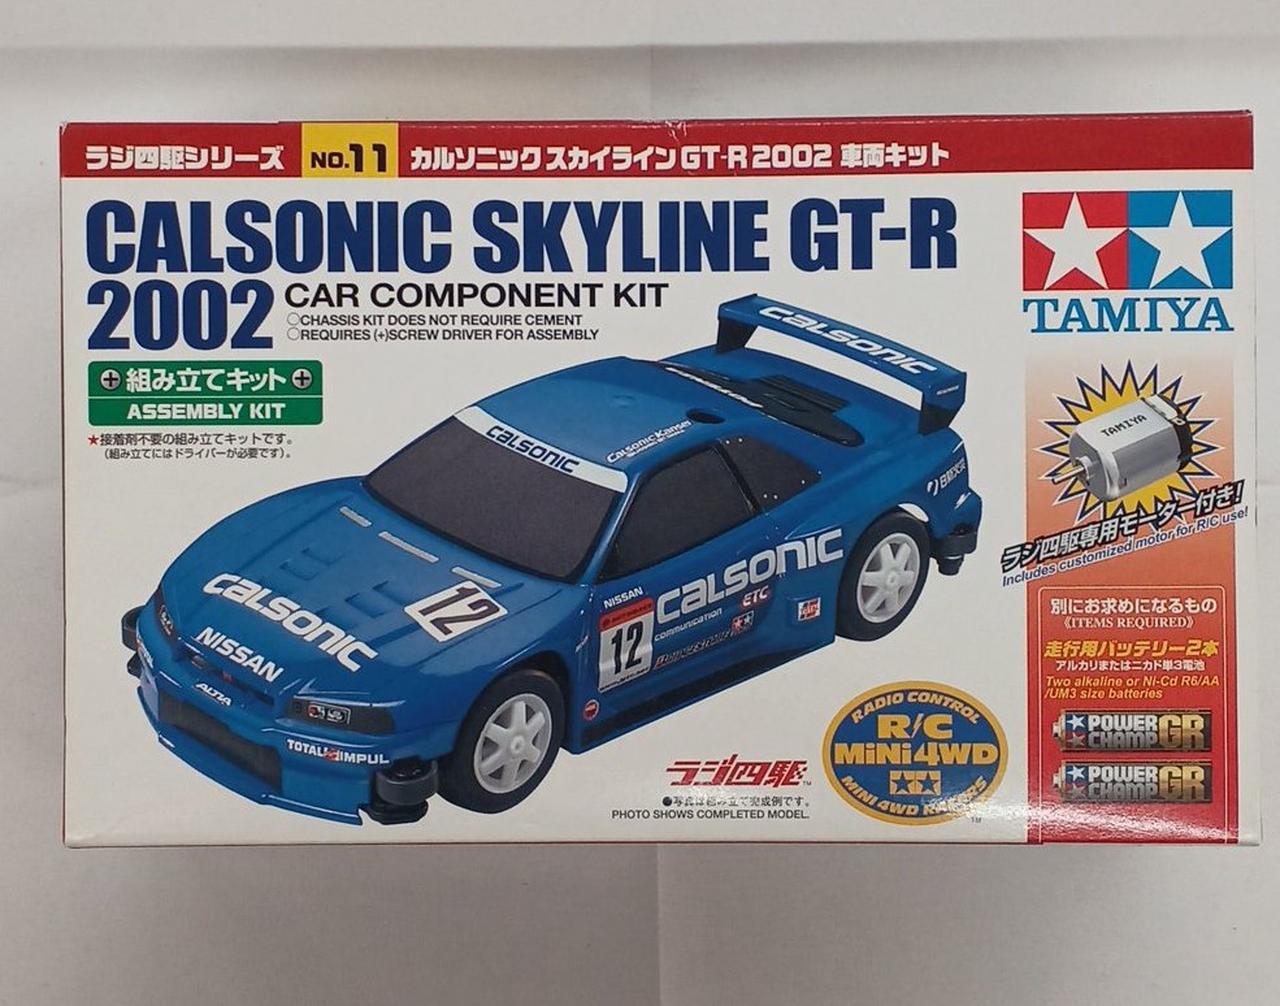 ラジ四駆シリーズ NO.11 カルソニック スカイラインGT-R 2002 車両キット
CALSONIC SKYLINE GT-R
2002 CAR COMPONENT KIT
○CHASSIS KIT DOES NOT REQUIRE CEMENT
○REQUIRES (+)SCREW DRIVER FOR ASSEMBLY
組み立てキット
ASSEMBLY KIT
★接着剤不要の組み立てキットです。
(組み立てにはドライバーが必要です)。
TAMIYA
TAMIYA
ラジ四駆専用モーター付き!
Includes customized motor for R/C use!
別にお求めになるもの
《ITEMS REQUIRED》
走行用バッテリー2本
アルカリまたはニカド単3電池
Two alkaline or Ni-Cd R6/AA
/UM3 size batteries
POWER
CHAMP GR
POWER
CHAMP GR
CALSONIC
CALSONIC
Calsonic Kansei
CALSONIC
12
NISSAN
ALTIA
TOTAL IMPUL
NISSAN
12
CALSONIC
COMMUNICATION
ETC
日産火災
ラジ四駆
●写真は組み立て完成例です。
PHOTO SHOWS COMPLETED MODEL.
RADIO CONTROL
R/C
MINI 4WD
MINI 4WD RACERS
TM